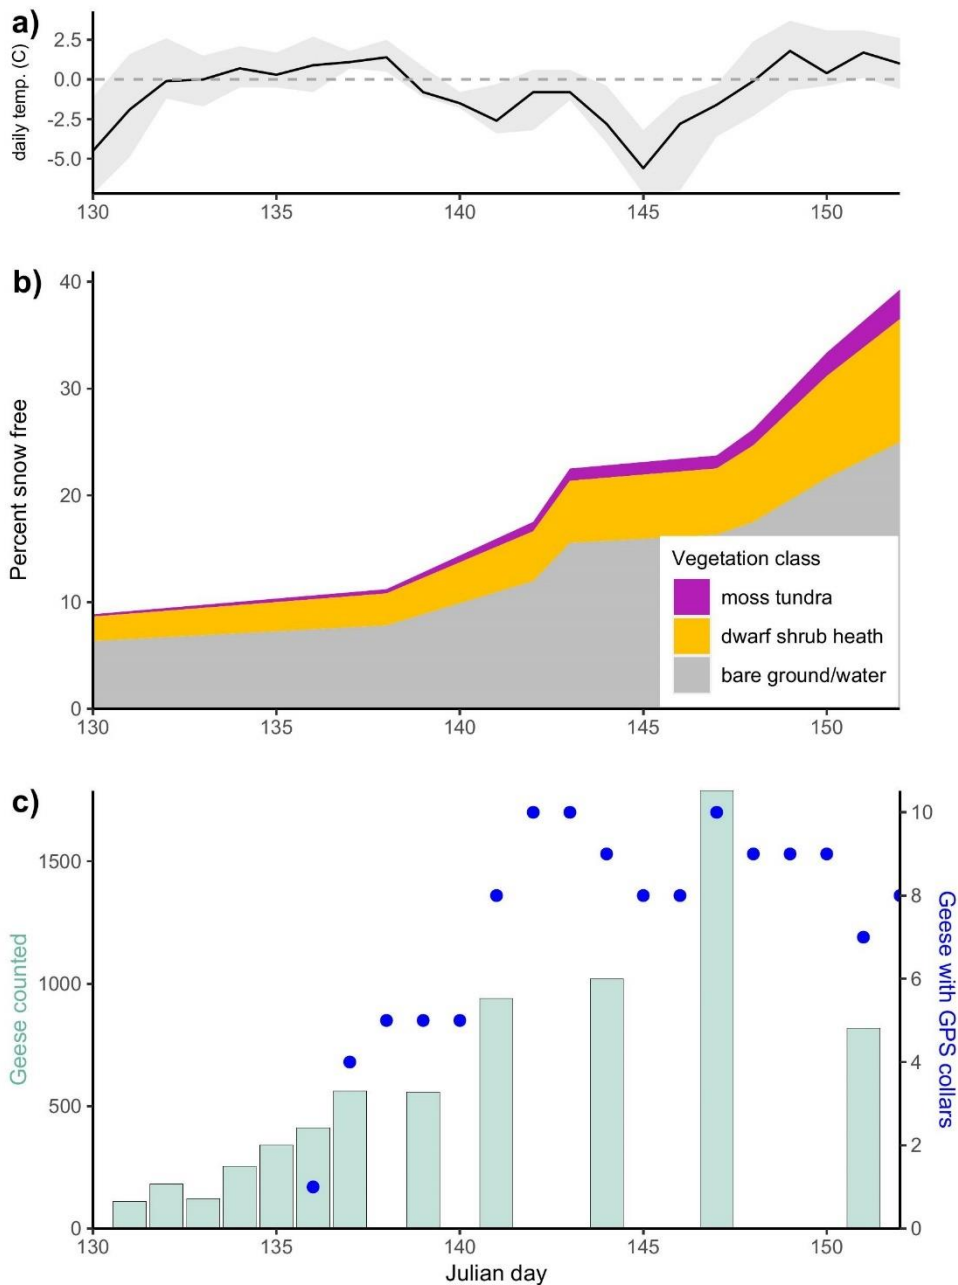 a)
daily temp. (C)
2.5
0.0
-2.5
-5.0
130 135 140 145 150
b)
Percent snow free
40
30
20
10
0
Vegetation class
moss tundra
dwarf shrub heath
bare ground/water
130 135 140 145 150
c)
Geese counted
1500
1000
500
0
10
8
6
4
2
0
Geese with GPS
collars
130 135 140 145 150
Julian day